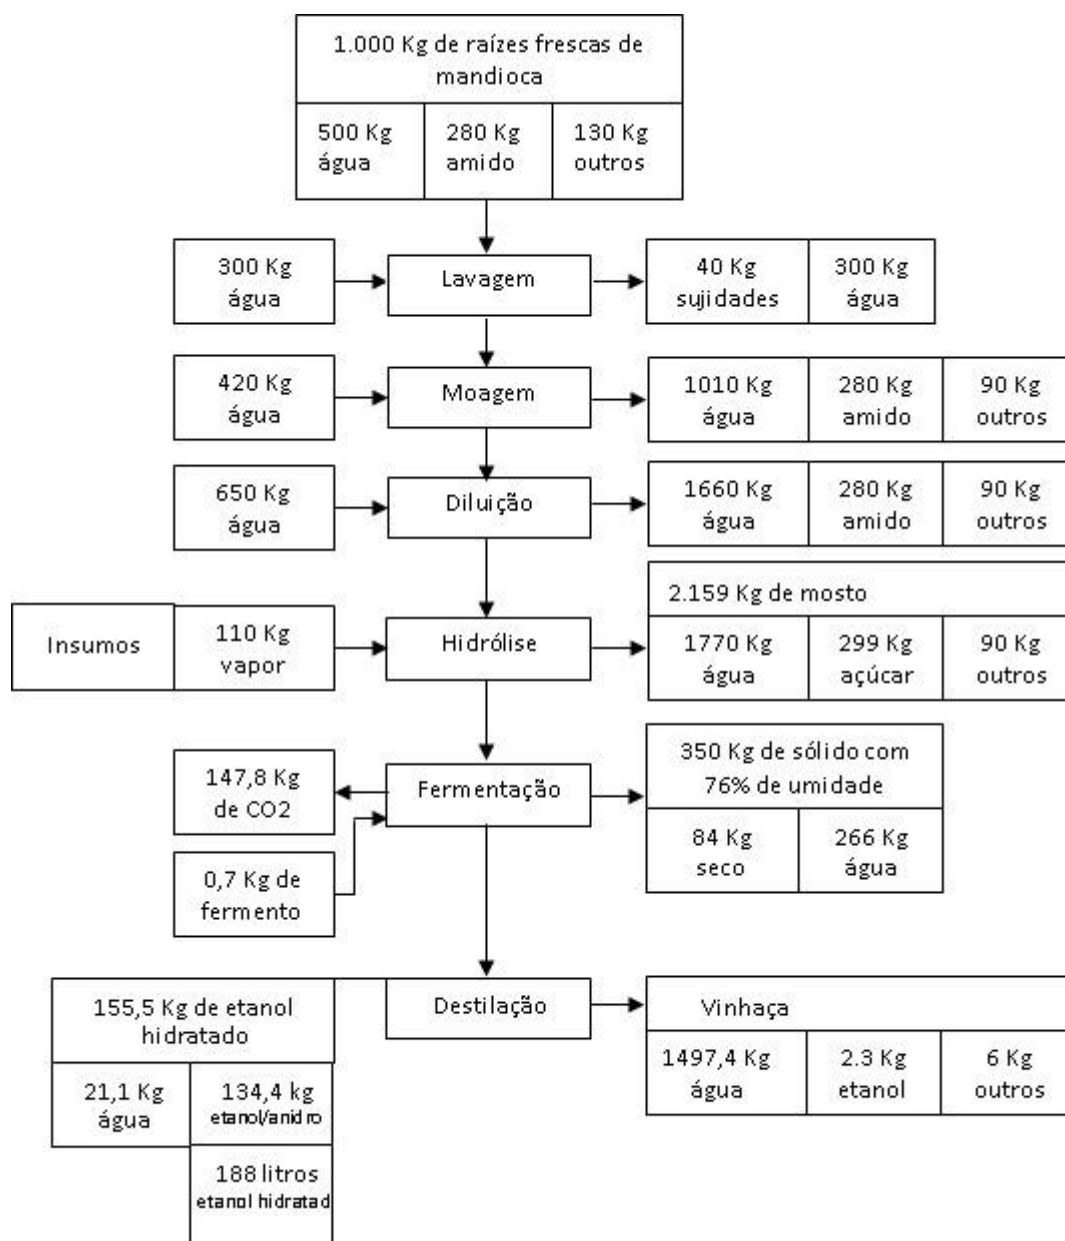 1.000 Kg de raízes frescas de
mandioca
500 Kg
água
280 Kg
amido
130 Kg
outros
300 Kg
água
Lavagem
40 Kg
sujidades
300 Kg
água
420 Kg
água
Moagem
1010 Kg
água
280 Kg
amido
90 Kg
outros
650 Kg
água
Diluição
1660 Kg
água
280 Kg
amido
90 Kg
outros
Insumos
110 Kg
vapor
Hidrólise
2.159 Kg de mosto
1770 Kg
água
299 Kg
açúcar
90 Kg
outros
147,8 Kg
de CO2
0,7 Kg de
fermento
Fermentação
350 Kg de sólido com
76% de umidade
84 Kg
seco
266 Kg
água
155,5 Kg de etanol
hidratado
21,1 Kg
água
134,4 kg
etanol/anidro
188 litros
etanol hidratad
Destilação
Vinhaça
1497,4 Kg
água
2.3 Kg
etanol
6 Kg
outros